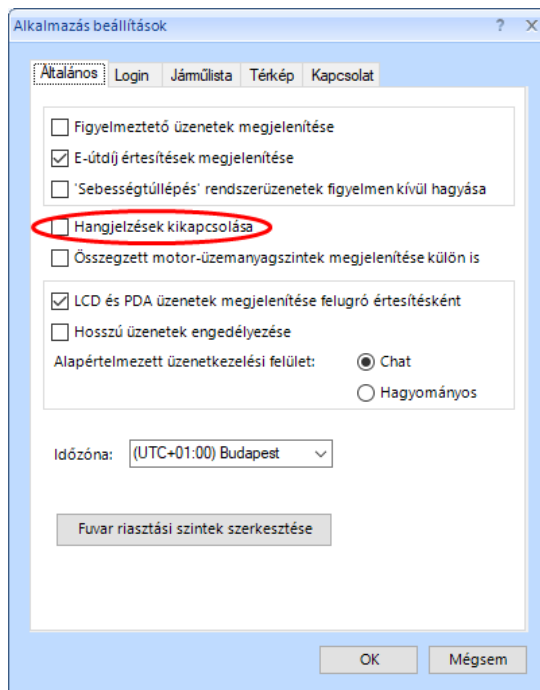 Alkalmazás beállítások
Általános Login Járműlista Térkép Kapcsolat
Figyelmeztető üzenetek megjelenítése
E-útdíj értesítések megjelenítése
'Sebességtúllépés' rendszerüzenetek figyelmen kívül hagyása
Hangjelzések kikapcsolása
Összegzett motor-üzemanyagszintek megjelenítése külön is
LCD és PDA üzenetek megjelenítése felugró értesítésként
Hosszú üzenetek engedélyezése
Alapértelmezett üzenetkezelési felület: Chat
Hagyományos
Időzóna: (UTC+01:00) Budapest
Fuvar riasztási szintek szerkesztése
OK Mégsem